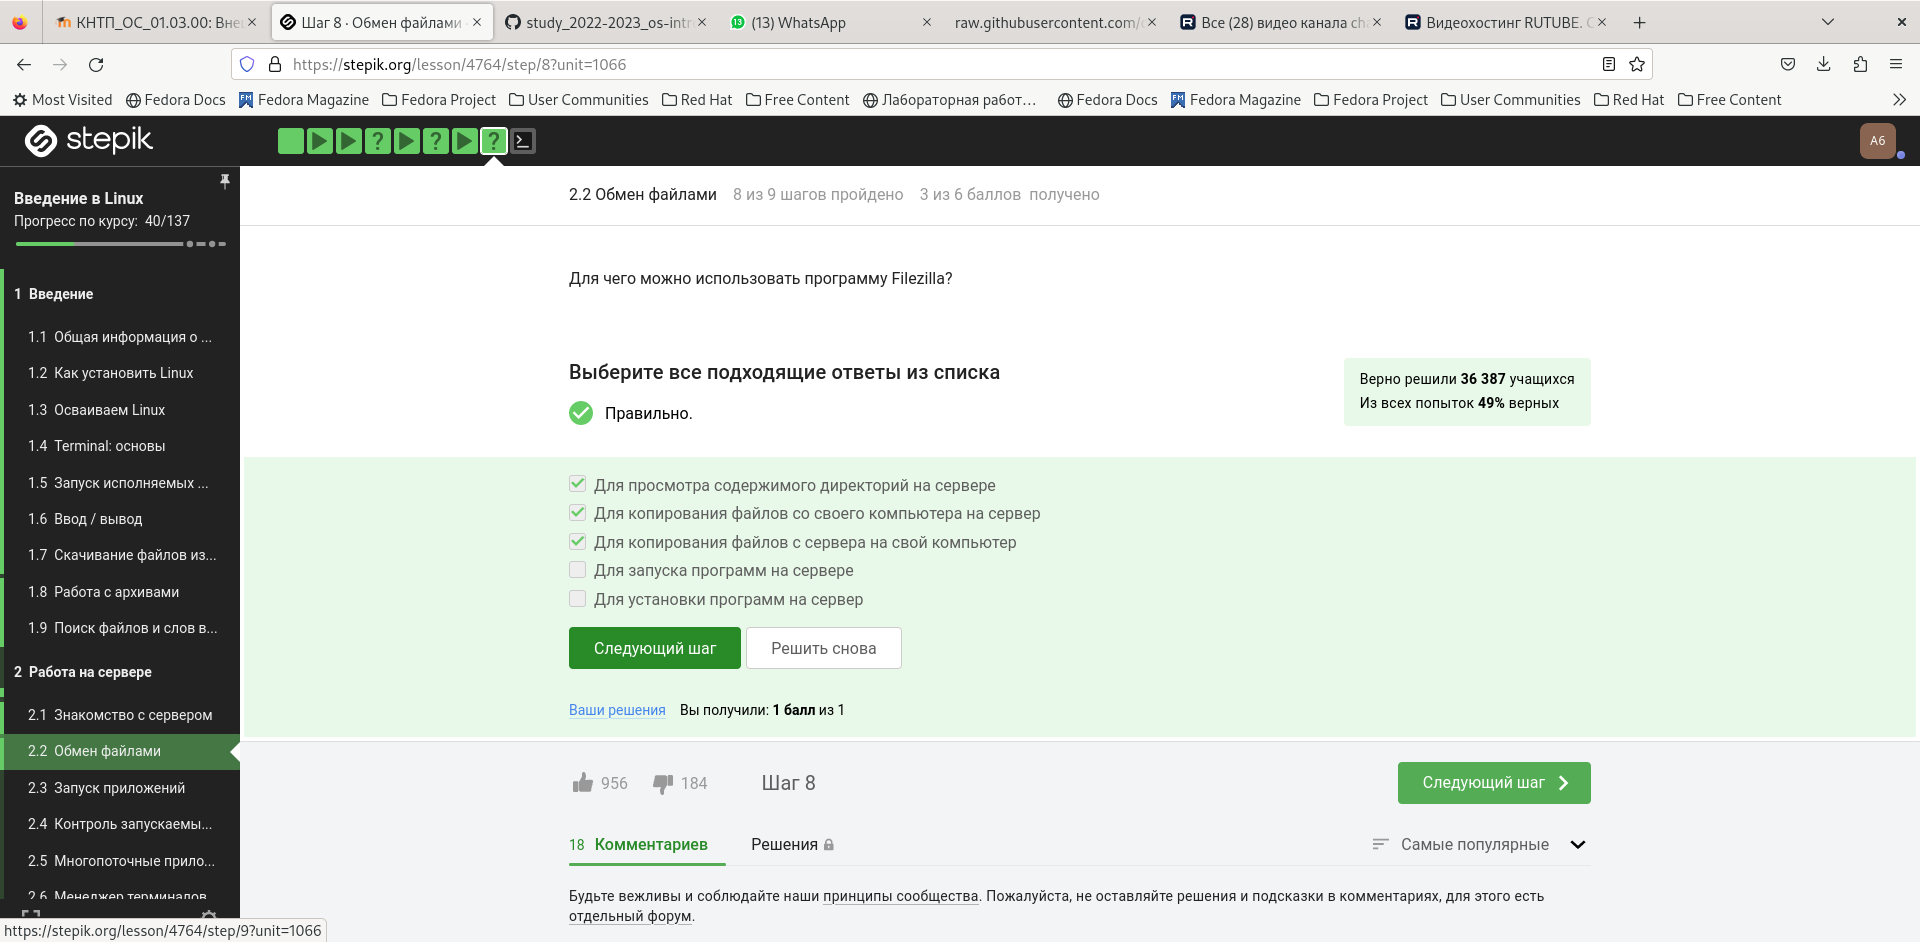 КНТП_ОС_01.03.00: Вне
Шаг 8 · Обмен файлами
study_2022-2023_os-intr
(13) WhatsApp
raw.githubusercontent.com/
Все (28) видео канала cha
Видеохостинг RUTUBE. С
https://stepik.org/lesson/4764/step/8?unit=1066
Most Visited
Fedora Docs
Fedora Magazine
Fedora Project
User Communities
Red Hat
Free Content
Лабораторная работ…
Fedora Docs
Fedora Magazine
Fedora Project
User Communities
Red Hat
Free Content
stepik
A6
Введение в Linux
Прогресс по курсу: 40/137
1 Введение
1.1 Общая информация о ...
1.2 Как установить Linux
1.3 Осваиваем Linux
1.4 Terminal: основы
1.5 Запуск исполняемых ...
1.6 Ввод / вывод
1.7 Скачивание файлов из...
1.8 Работа с архивами
1.9 Поиск файлов и слов в...
2 Работа на сервере
2.1 Знакомство с сервером
2.2 Обмен файлами
2.3 Запуск приложений
2.4 Контроль запускаемы...
2.5 Многопоточные прило...
2.6 Менеджер терминалов
2.2 Обмен файлами 8 из 9 шагов пройдено 3 из 6 баллов получено
Для чего можно использовать программу Filezilla?
Выберите все подходящие ответы из списка
Правильно.
Верно решили 36 387 учащихся
Из всех попыток 49% верных
Для просмотра содержимого директорий на сервере
Для копирования файлов со своего компьютера на сервер
Для копирования файлов с сервера на свой компьютер
Для запуска программ на сервере
Для установки программ на сервер
Следующий шаг
Решить снова
Ваши решения Вы получили: 1 балл из 1
956
184
Шаг 8
Следующий шаг
18 Комментариев
Решения
Самые популярные
Будьте вежливы и соблюдайте наши принципы сообщества. Пожалуйста, не оставляйте решения и подсказки в комментариях, для этого есть
отдельный форум.
https://stepik.org/lesson/4764/step/9?unit=1066